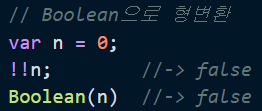 // Boolean으로 형변환
var n = 0;
!!n; //-> false
Boolean(n) //-> false